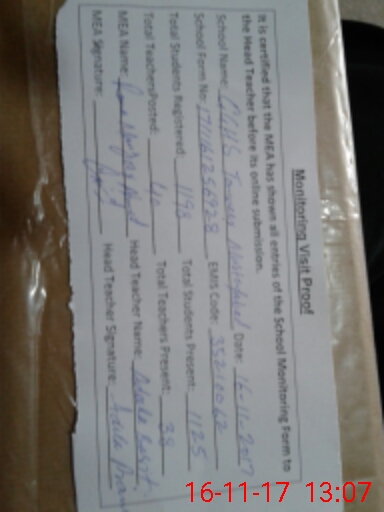 Monitoring Visit Proof
It is certified that the MEA has shown all entries of the School Monitoring Form to
the Head Teacher before its online submission.
School Name: Date: 16-11-2017
School Form No: EMIS Code: 35210062
Total Students Registered: 1198 Total Students Present: 1125
Total TeachersPosted: 40 Total Teachers Present: 38
MEA Name: Head Teacher Name:
MEA Signature: Head Teacher Signature:
16-11-17 13:07